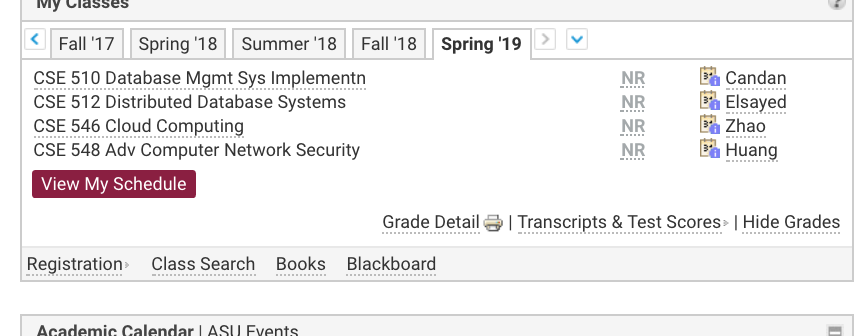 My Classes
Fall '17 Spring '18 Summer '18 Fall '18 Spring '19
CSE 510 Database Mgmt Sys Implementn NR Candan
CSE 512 Distributed Database Systems NR Elsayed
CSE 546 Cloud Computing NR Zhao
CSE 548 Adv Computer Network Security NR Huang
View My Schedule
Grade Detail | Transcripts & Test Scores | Hide Grades
Registration Class Search Books Blackboard
Academic Calendar | ASU Events